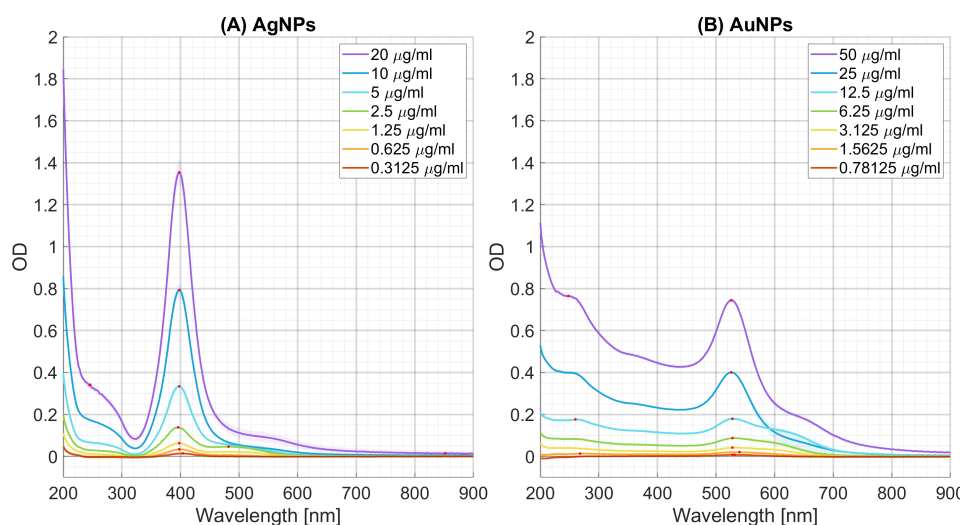 (A) AgNPs
2
1.8
1.6
1.4
1.2
1
0.8
0.6
0.4
0.2
0
OD
20 μg/ml
10 μg/ml
5 μg/ml
2.5 μg/ml
1.25 μg/ml
0.625 μg/ml
0.3125 μg/ml
200 300 400 500 600 700 800 900
Wavelength [nm]
(B) AuNPs
2
1.8
1.6
1.4
1.2
1
0.8
0.6
0.4
0.2
0
OD
50 μg/ml
25 μg/ml
12.5 μg/ml
6.25 μg/ml
3.125 μg/ml
1.5625 μg/ml
0.78125 μg/ml
200 300 400 500 600 700 800 900
Wavelength [nm]